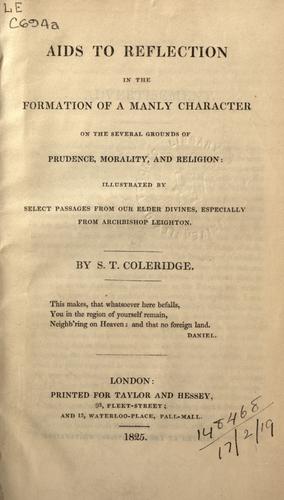 LE
C694a
AIDS TO REFLECTION
IN THE
FORMATION OF A MANLY CHARACTER
ON THE SEVERAL GROUNDS OF
PRUDENCE, MORALITY, AND RELIGION:
ILLUSTRATED BY
SELECT PASSAGES FROM OUR ELDER DIVINES, ESPECIALLY
FROM ARCHBISHOP LEIGHTON.
BY S. T. COLERIDGE.
This makes, that whatsoever here befalls,
You in the region of yourself remain,
Neighb'ring on Heaven: and that no foreign land.
DANIEL.
LONDON:
PRINTED FOR TAYLOR AND HESSEY,
93, FLEET-STREET;
AND 13, WATERLOO-PLACE, PALL-MALL.
1825.
148468
17/2/19